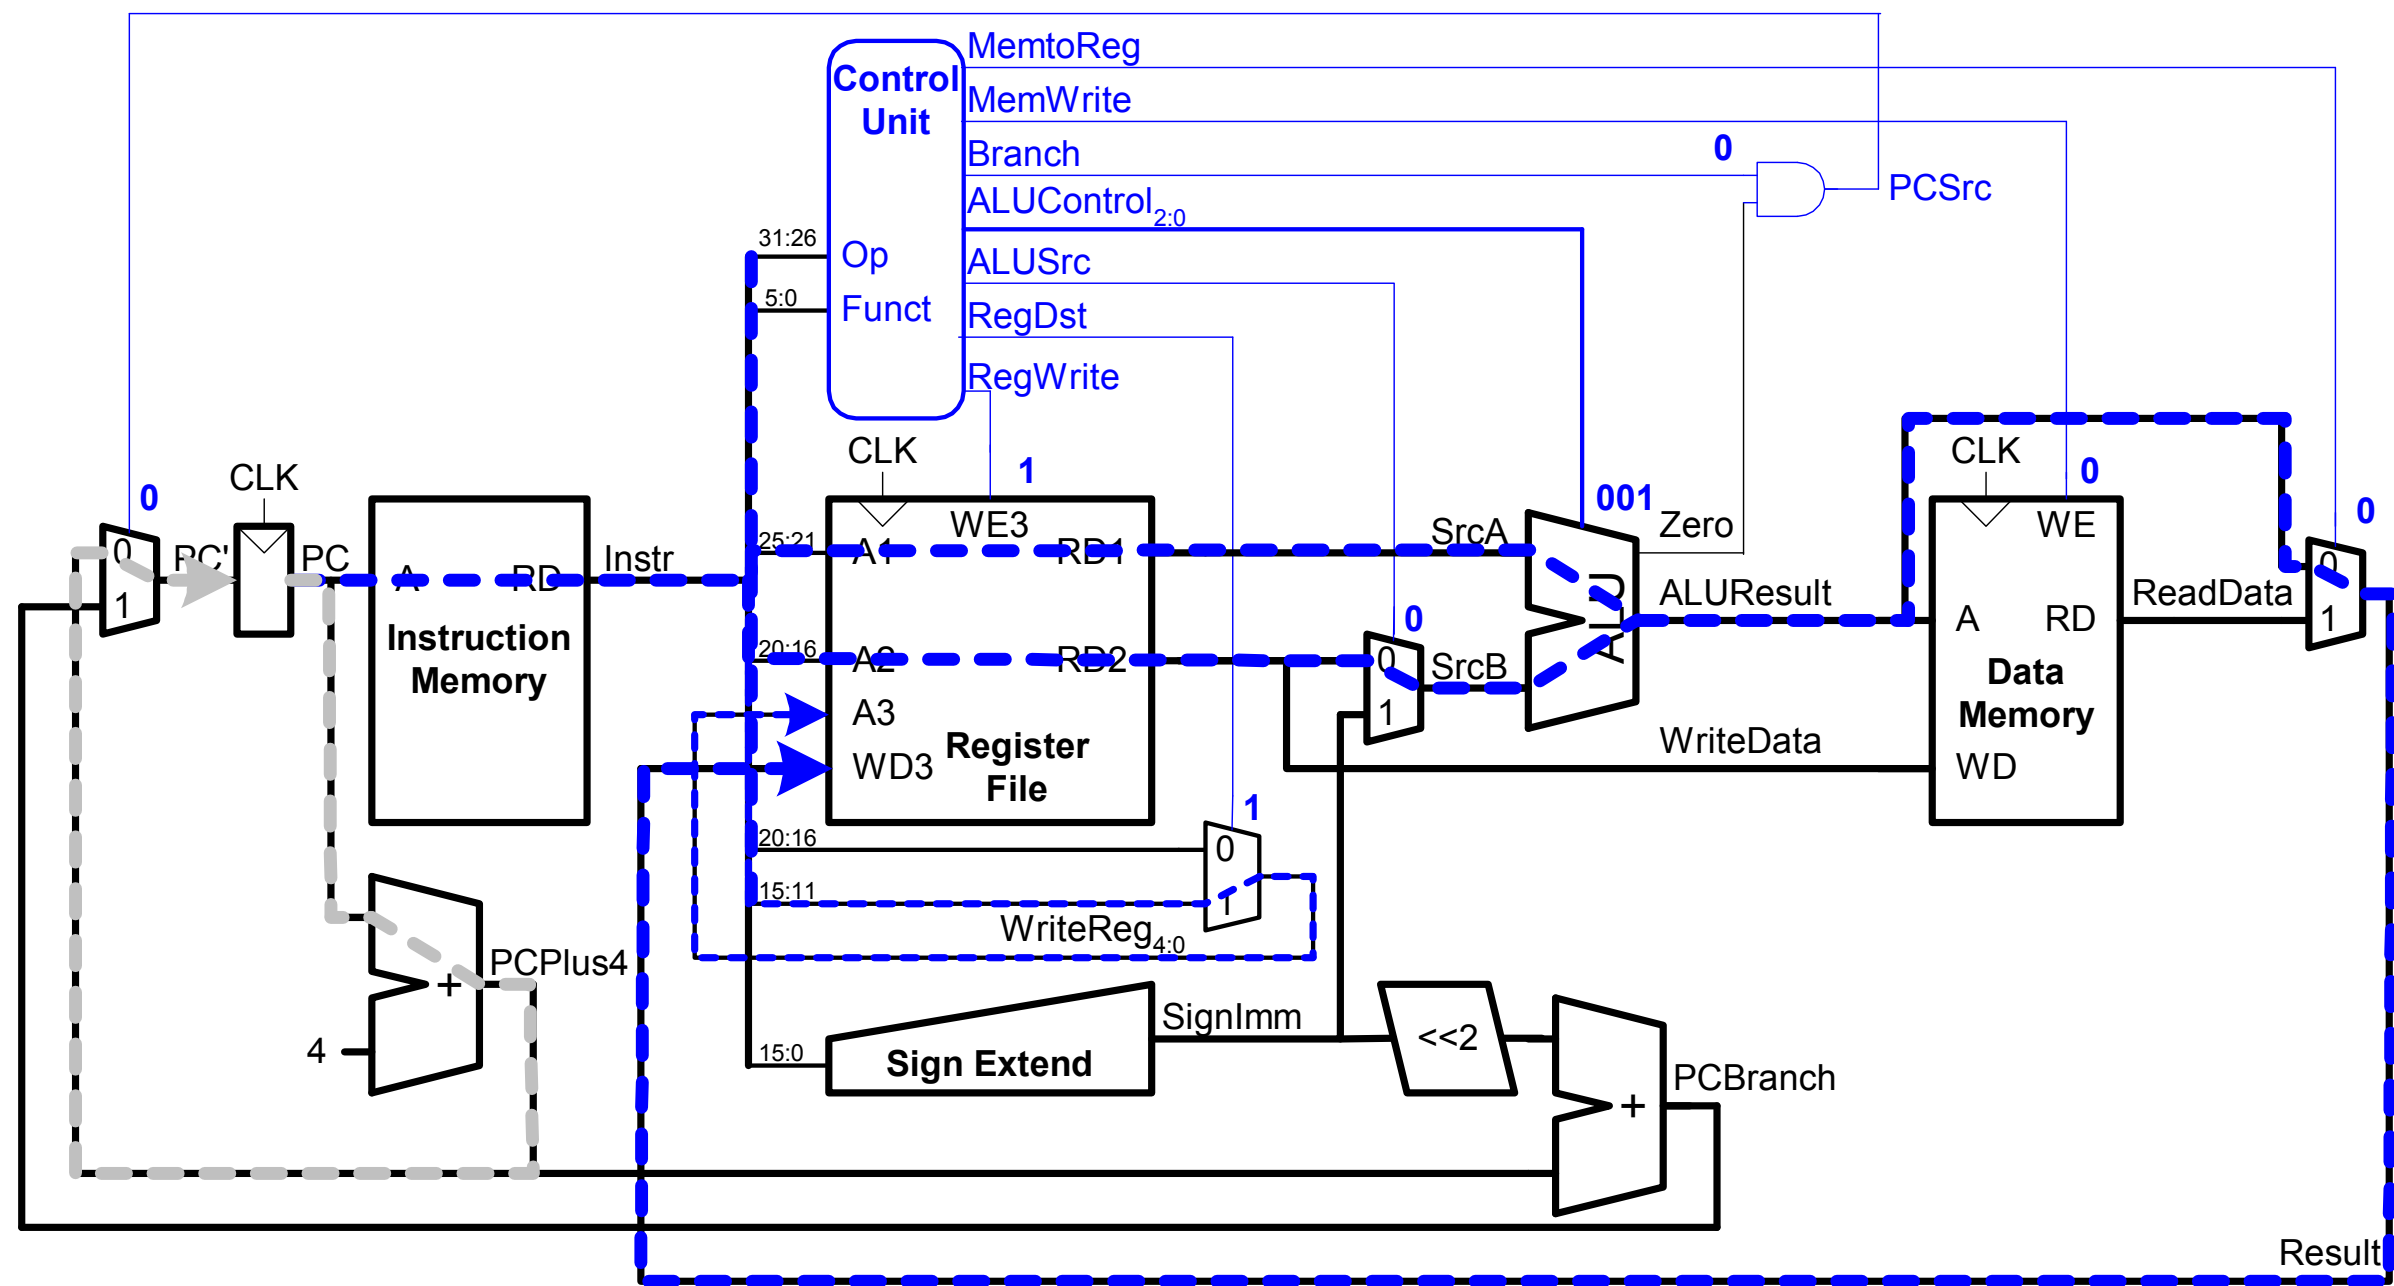 MemtoReg
Control
Unit
MemWrite
Branch
0
ALUControl2:0
PCSrc
31:26
Op
ALUSrc
5:0
Funct
RegDst
RegWrite
CLK
CLK
CLK
0
1
001
0
0
WE3
WE
0
PC'
PC
Instr
25:21
A1
RD1
SrcA
Zero
0
A
RD
ALU
ALUResult
A
RD
ReadData
1
1
Instruction
Memory
20:16
A2
RD2
0
0
SrcB
1
Data
Memory
A3
WD3
Register
File
WriteData
WD
1
20:16
0
15:11
1
WriteReg4:0
PCPlus4
+
4
SignImm
<<2
15:0
Sign Extend
PCBranch
+
Result